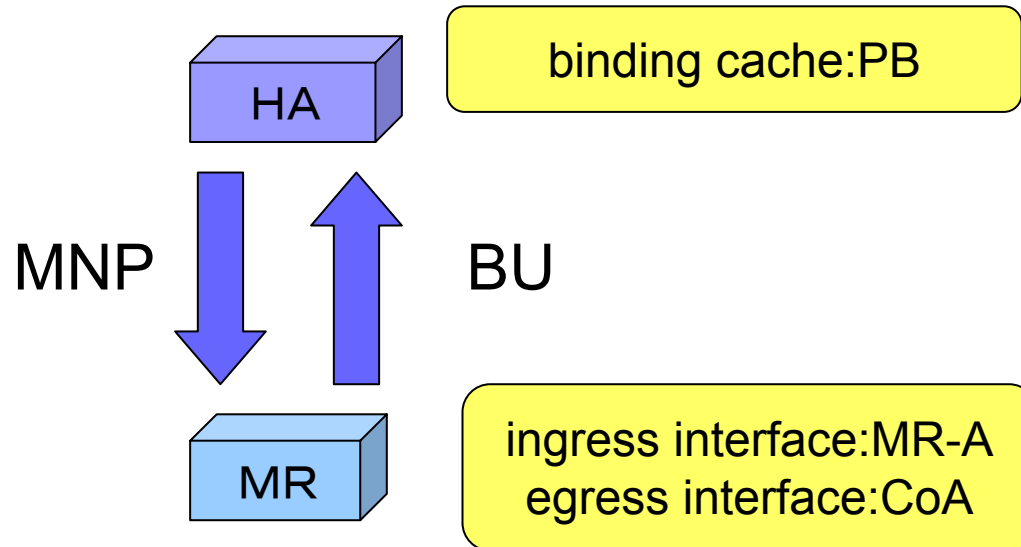 binding cache:PB
HA
MNP
BU
ingress interface:MR-A
egress interface:CoA
MR